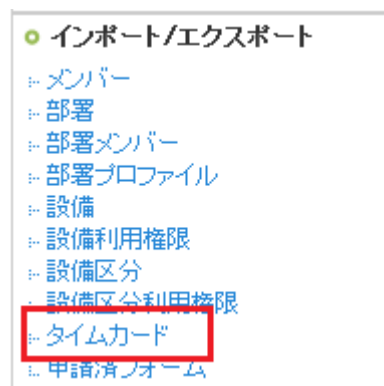 インポート/エクスポート
メンバー
部署
部署メンバー
部署プロファイル
設備
設備利用権限
設備区分
設備区分利用権限
タイムカード
申請済フォーム